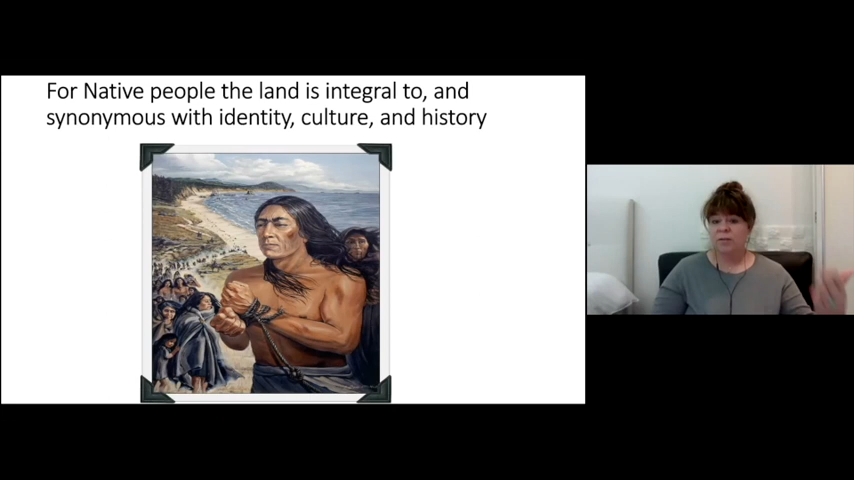 For Native people the land is integral to, and
synonymous with identity, culture, and history